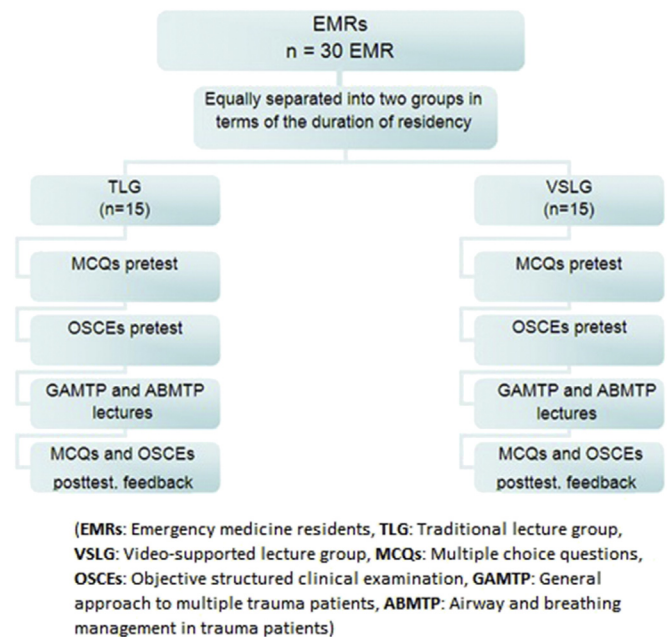 EMRs
n = 30 EMR
Equally separated into two groups in
terms of the duration of residency
TLG
(n=15)
MCQs pretest
OSCEs pretest
GAMTP and ABMTP
lectures
MCQs and OSCEs
posttest. feedback
VSLG
(n=15)
MCQs pretest
OSCEs pretest
GAMTP and ABMTP
lectures
MCQs and OSCEs
posttest. feedback
(EMRs: Emergency medicine residents, TLG: Traditional lecture group,
VSLG: Video-supported lecture group, MCQs: Multiple choice questions,
OSCEs: Objective structured clinical examination, GAMTP: General
approach to multiple trauma patients, ABMTP: Airway and breathing
management in trauma patients)